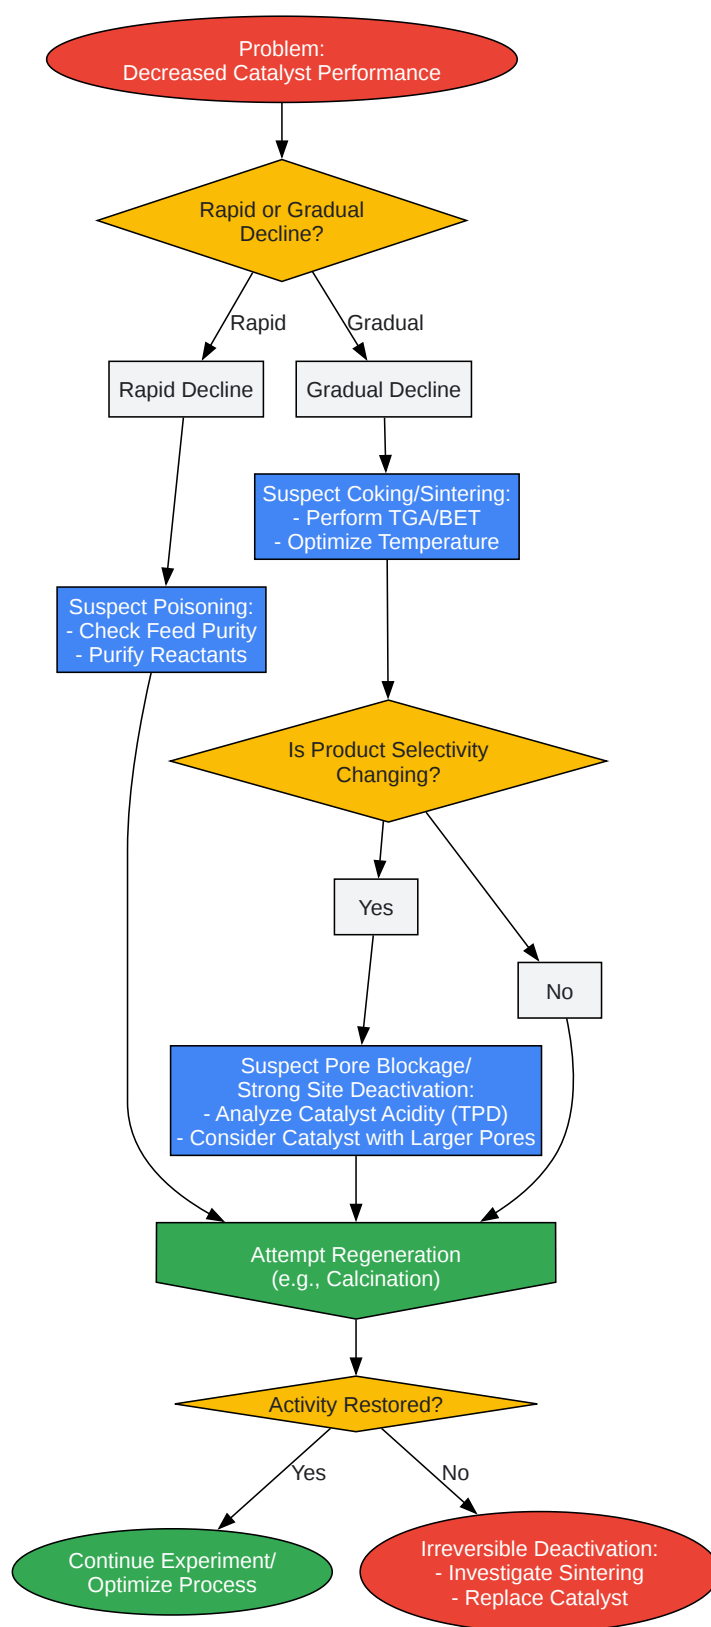 Problem:
Decreased Catalyst Performance
Rapid or Gradual
Decline?
Rapid
Gradual
Rapid Decline
Gradual Decline
Suspect Coking/Sintering:
- Perform TGA/BET
- Optimize Temperature
Suspect Poisoning:
- Check Feed Purity
- Purify Reactants
Is Product Selectivity
Changing?
Yes
No
Suspect Pore Blockage/
Strong Site Deactivation:
- Analyze Catalyst Acidity (TPD)
- Consider Catalyst with Larger Pores
Attempt Regeneration
(e.g., Calcination)
Activity Restored?
Yes
No
Continue Experiment/
Optimize Process
Irreversible Deactivation:
- Investigate Sintering
- Replace Catalyst